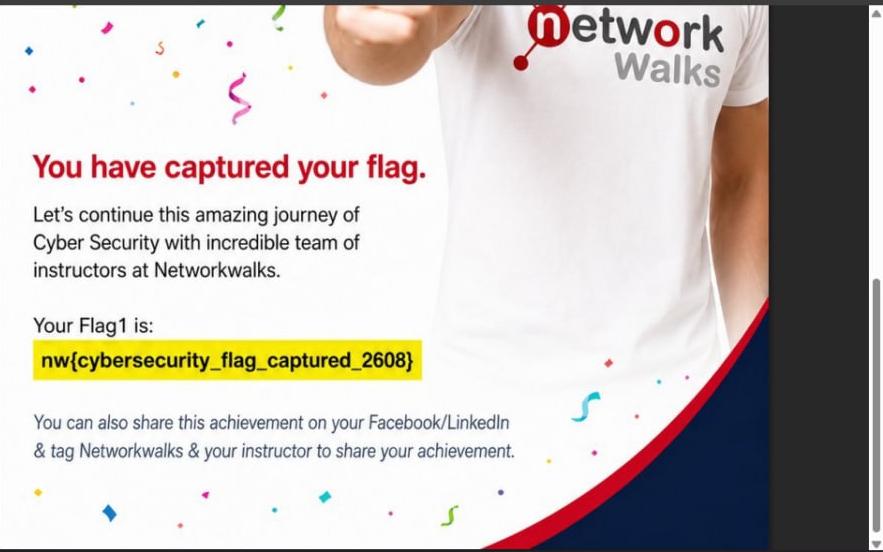 network
Walks
You have captured your flag.
Let's continue this amazing journey of
Cyber Security with incredible team of
instructors at Networkwalks.
Your Flag1 is:
nw{cybersecurity_flag_captured_2608}
You can also share this achievement on your Facebook/LinkedIn
& tag Networkwalks & your instructor to share your achievement.